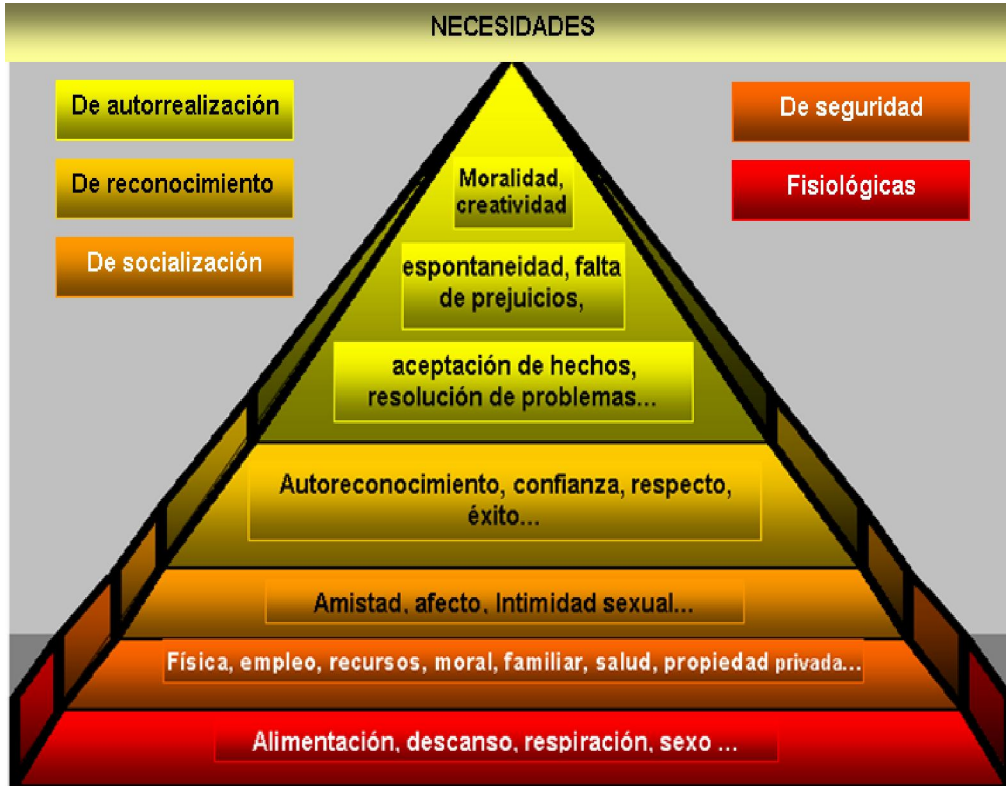 NECESIDADES
De autorrealización
De reconocimiento
De socialización
De seguridad
Fisiológicas
Moralidad,
creatividad
espontaneidad, falta
de prejuicios,
aceptación de hechos,
resolución de problemas...
Autoreconocimiento, confianza, respecto,
éxito...
Amistad, afecto, Intimidad sexual...
Física, empleo, recursos, moral, familiar, salud, propiedad privada...
Alimentación, descanso, respiración, sexo ...